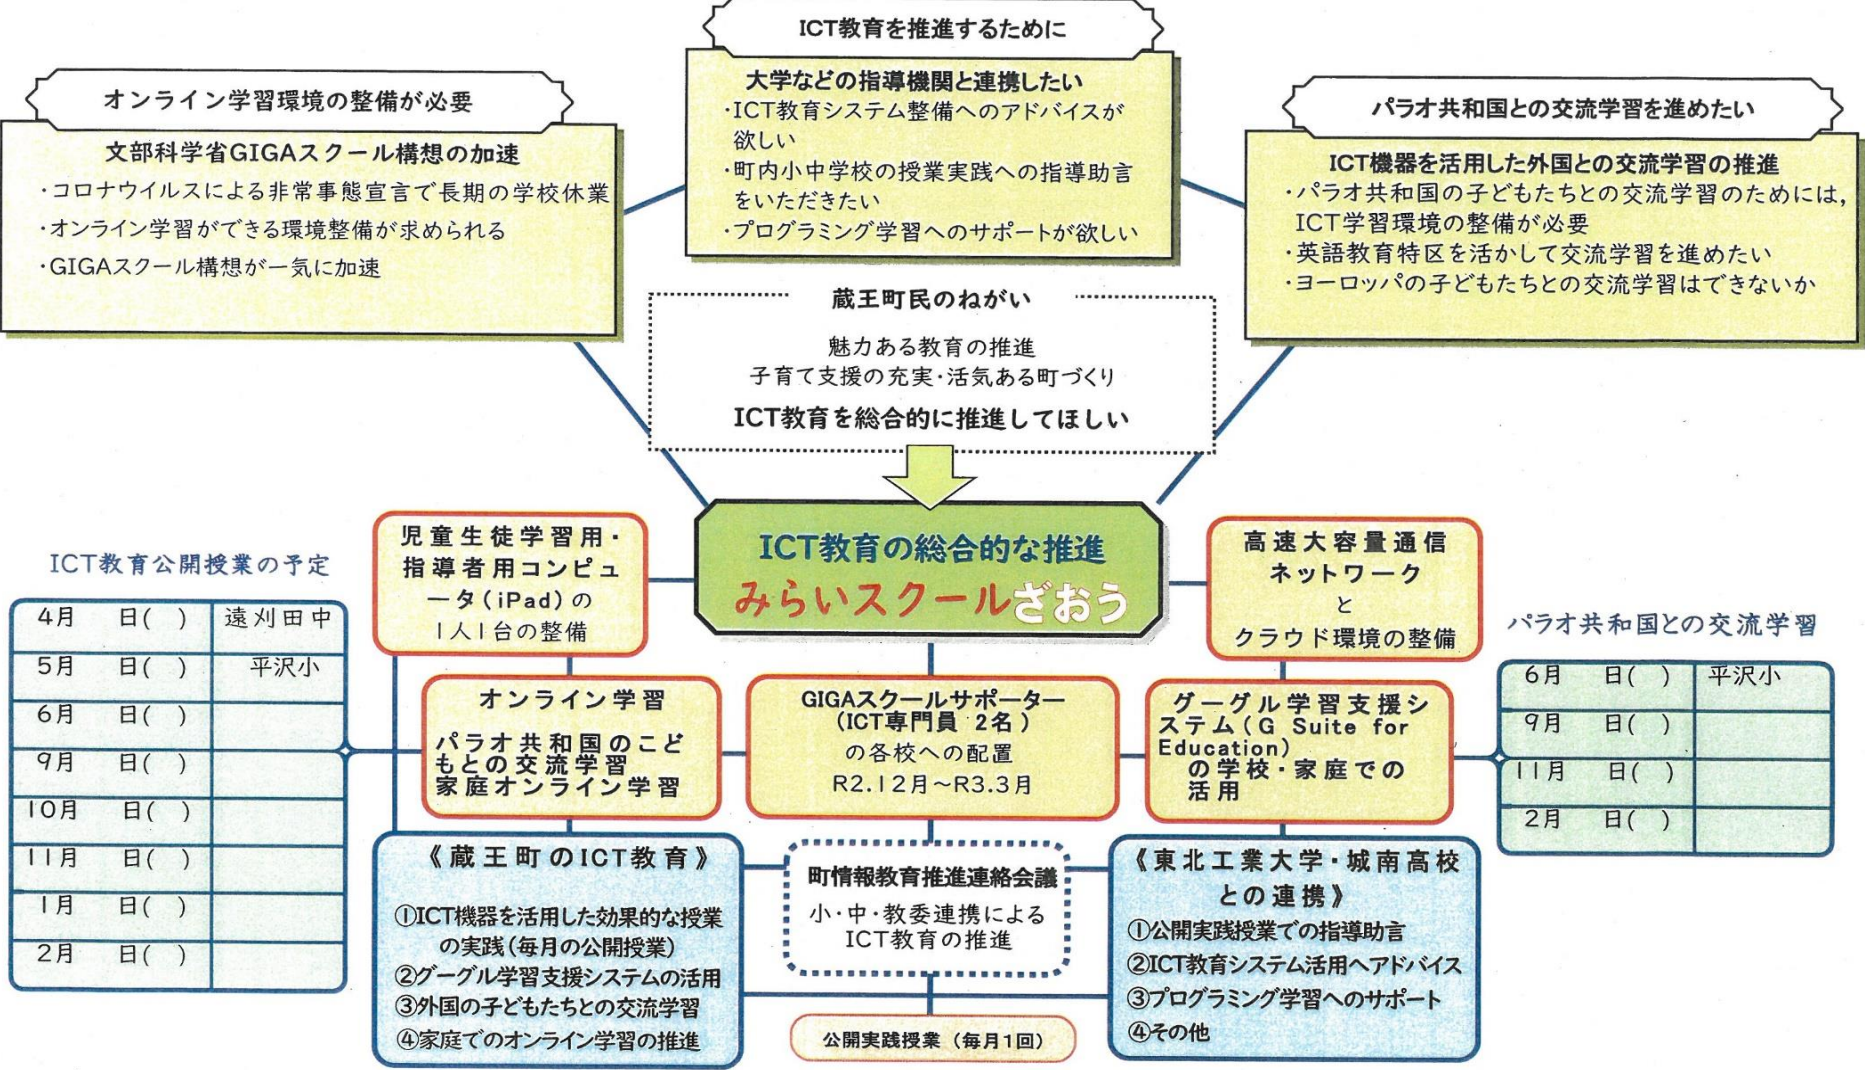 ICT教育を推進するために
大学などの指導機関と連携したい
・ICT教育システム整備へのアドバイスが
欲しい
・町内小中学校の授業実践への指導助言
をいただきたい
・プログラミング学習へのサポートが欲しい
オンライン学習環境の整備が必要
文部科学省GIGAスクール構想の加速
・コロナウイルスによる非常事態宣言で長期の学校休業
・オンライン学習ができる環境整備が求められる
・GIGAスクール構想が一気に加速
パラオ共和国との交流学習を進めたい
ICT機器を活用した外国との交流学習の推進
・パラオ共和国の子どもたちとの交流学習のためには,
ICT学習環境の整備が必要
・英語教育特区を活かして交流学習を進めたい
・ヨーロッパの子どもたちとの交流学習はできないか
蔵王町民のねがい
魅力ある教育の推進
子育て支援の充実・活気ある町づくり
ICT教育を総合的に推進してほしい
ICT教育の総合的な推進
みらいスクールざおう
児童生徒学習用・
指導者用コンピュ
ータ(iPad)の
1人1台の整備
高速大容量通信
ネットワーク
と
クラウド環境の整備
ICT教育公開授業の予定
4月 日( ) 遠刈田中
5月 日( ) 平沢小
6月 日( )
9月 日( )
10月 日( )
11月 日( )
1月 日( )
2月 日( )
オンライン学習
パラオ共和国のこど
もとの交流学習
家庭オンライン学習
GIGAスクールサポーター
(ICT専門員 2名)
の各校への配置
R2.12月～R3.3月
グーグル学習支援シ
ステム(G Suite for
Education)
の学校・家庭での
活用
パラオ共和国との交流学習
6月 日( ) 平沢小
9月 日( )
11月 日( )
2月 日( )
《蔵王町のICT教育》
①ICT機器を活用した効果的な授業
の実践(毎月の公開授業)
②グーグル学習支援システムの活用
③外国の子どもたちとの交流学習
④家庭でのオンライン学習の推進
町情報教育推進連絡会議
小・中・教委連携による
ICT教育の推進
公開実践授業(毎月1回)
《東北工業大学・城南高校
との連携》
①公開実践授業での指導助言
②ICT教育システム活用へアドバイス
③プログラミング学習へのサポート
④その他